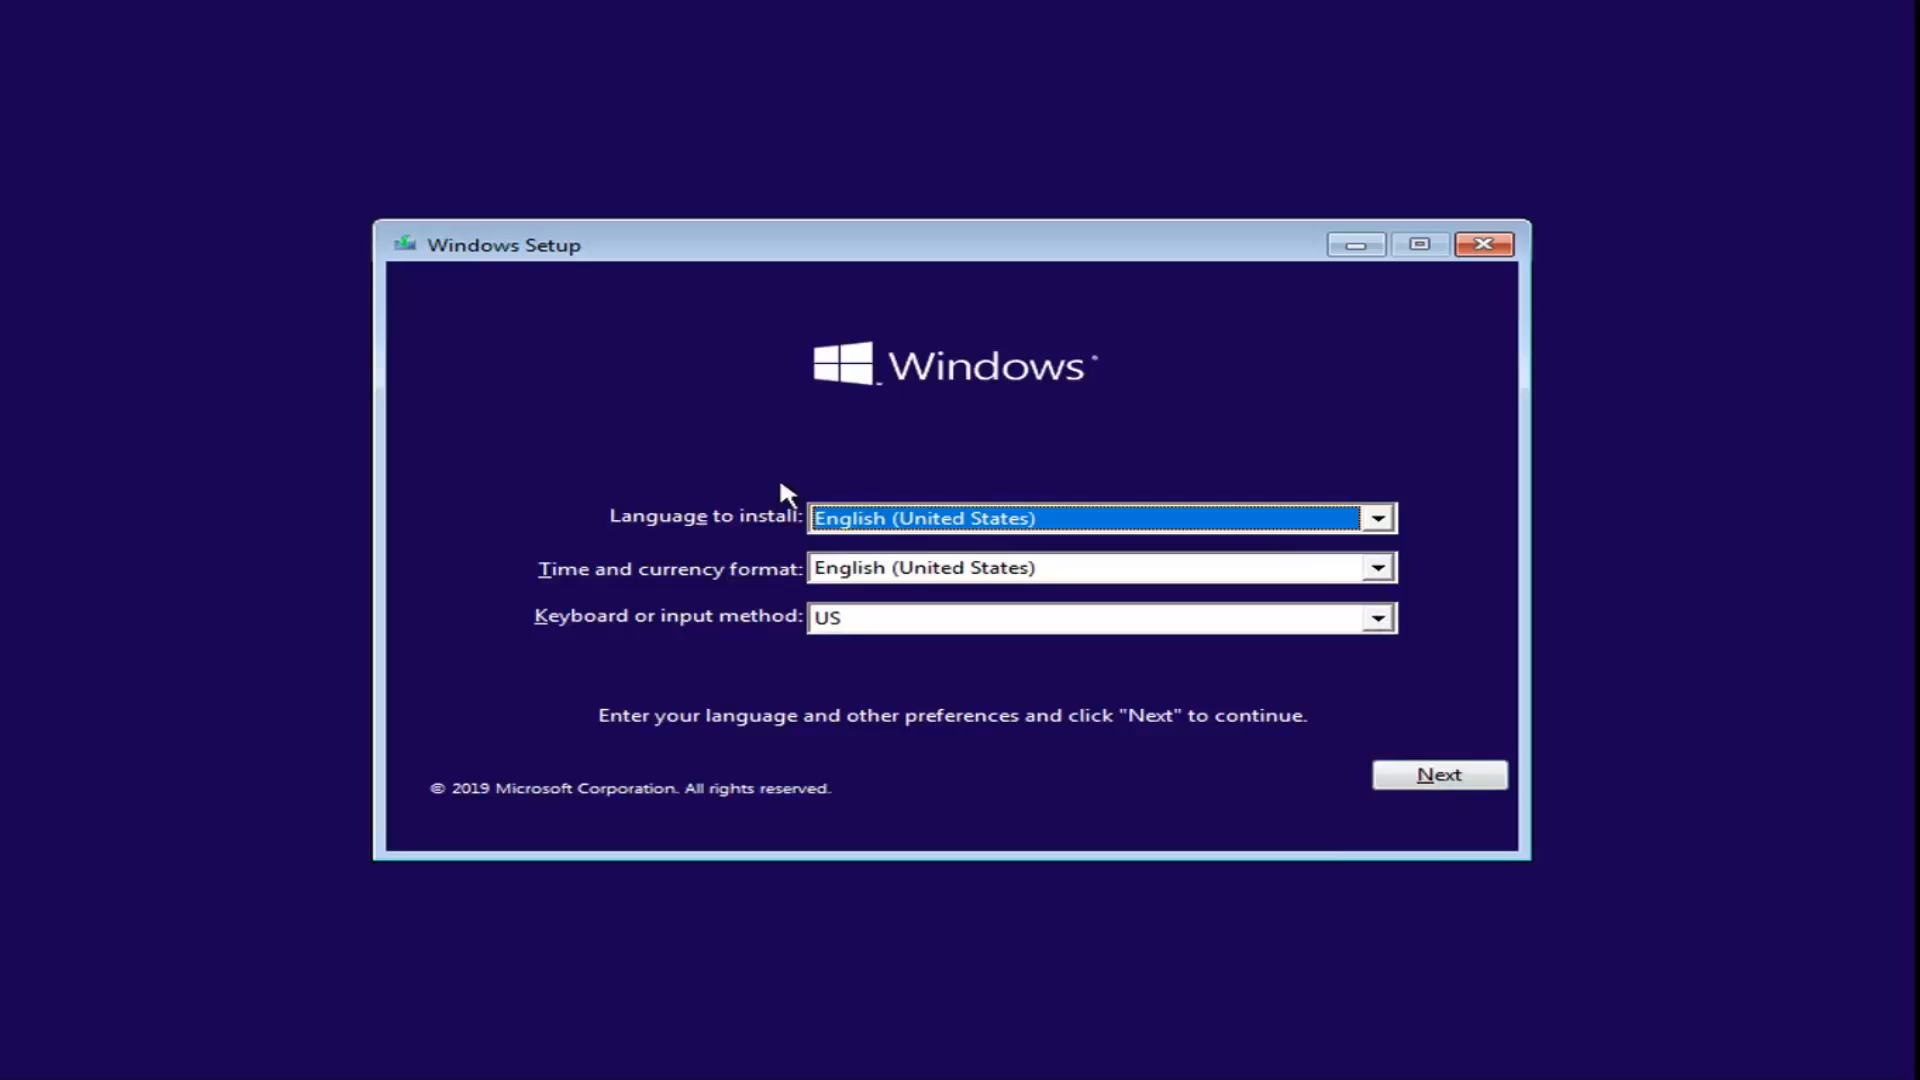 Windows Setup
Windows
Language to install: English (United States)
Time and currency format: English (United States)
Keyboard or input method: US
Enter your language and other preferences and click "Next" to continue.
Next
© 2019 Microsoft Corporation. All rights reserved.